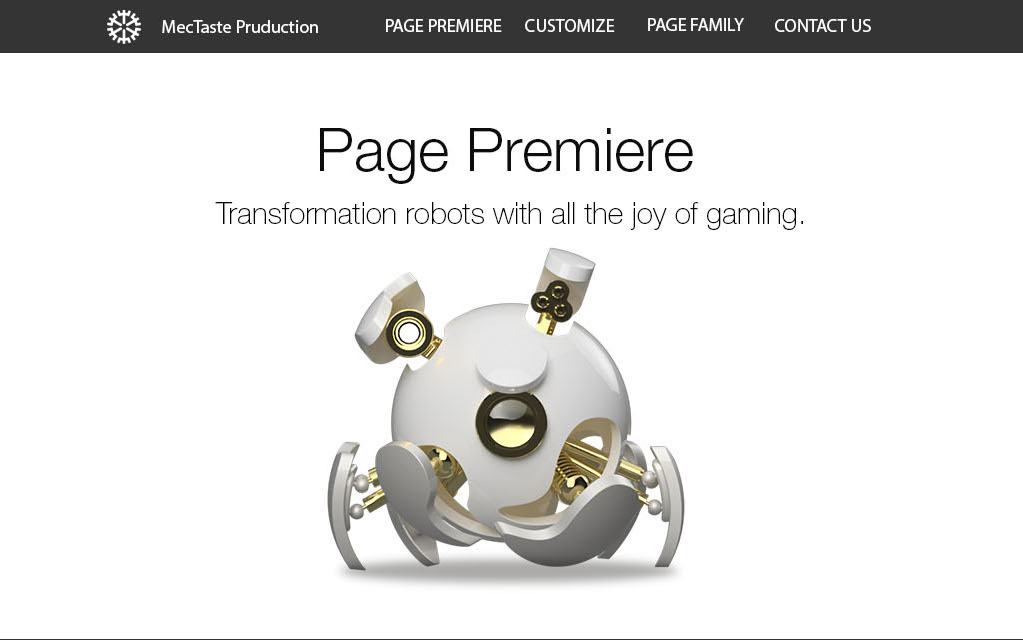 MecTaste Pruduction
PAGE PREMIERE
CUSTOMIZE
PAGE FAMILY
CONTACT US
Page Premiere
Transformation robots with all the joy of gaming.